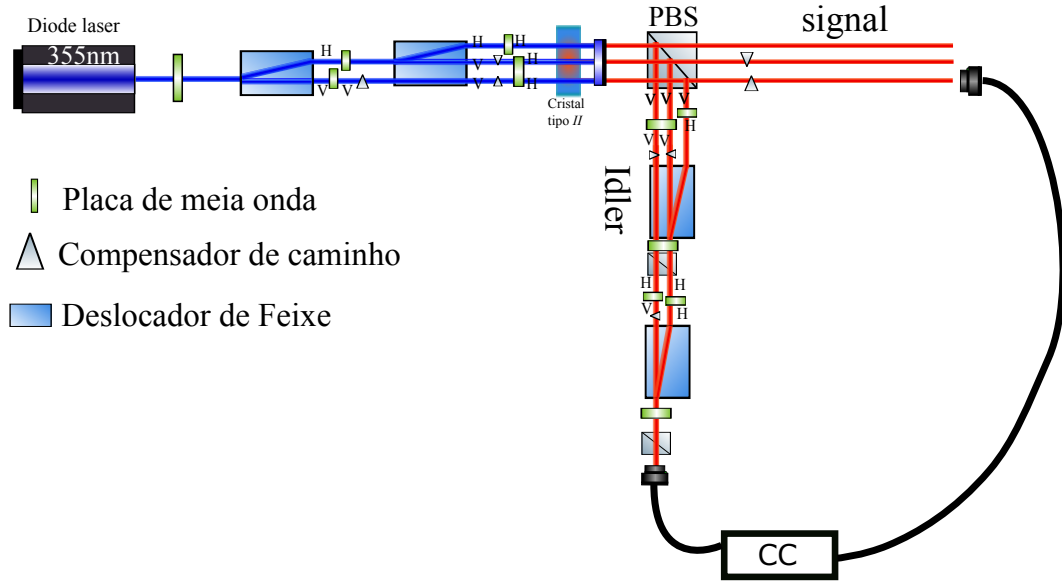 Diode laser
355nm
PBS
signal
H
H
H
V
H
V
V
V
H
Cristal
tipo II
V
V
V
H
V
V
Idler
H
H
V
H
CC
Placa de meia onda
Compensador de caminho
Deslocador de Feixe